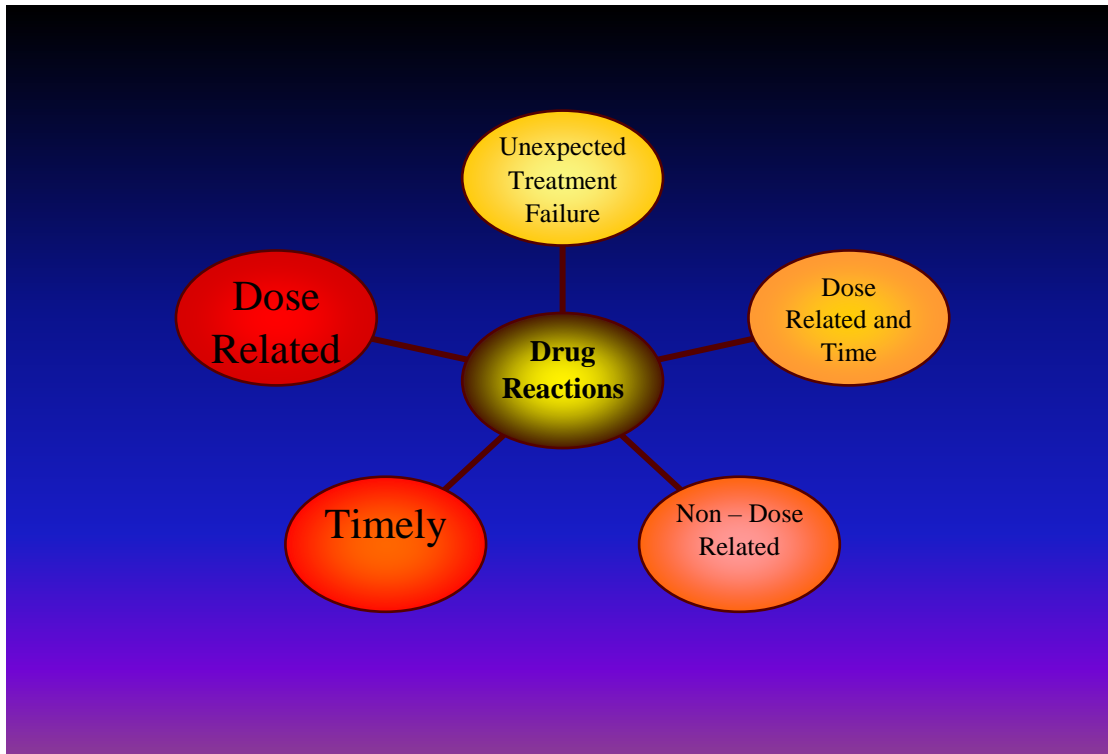 Unexpected
Treatment
Failure
Dose
Related
Dose
Related and
Time
Drug
Reactions
Timely
Non – Dose
Related